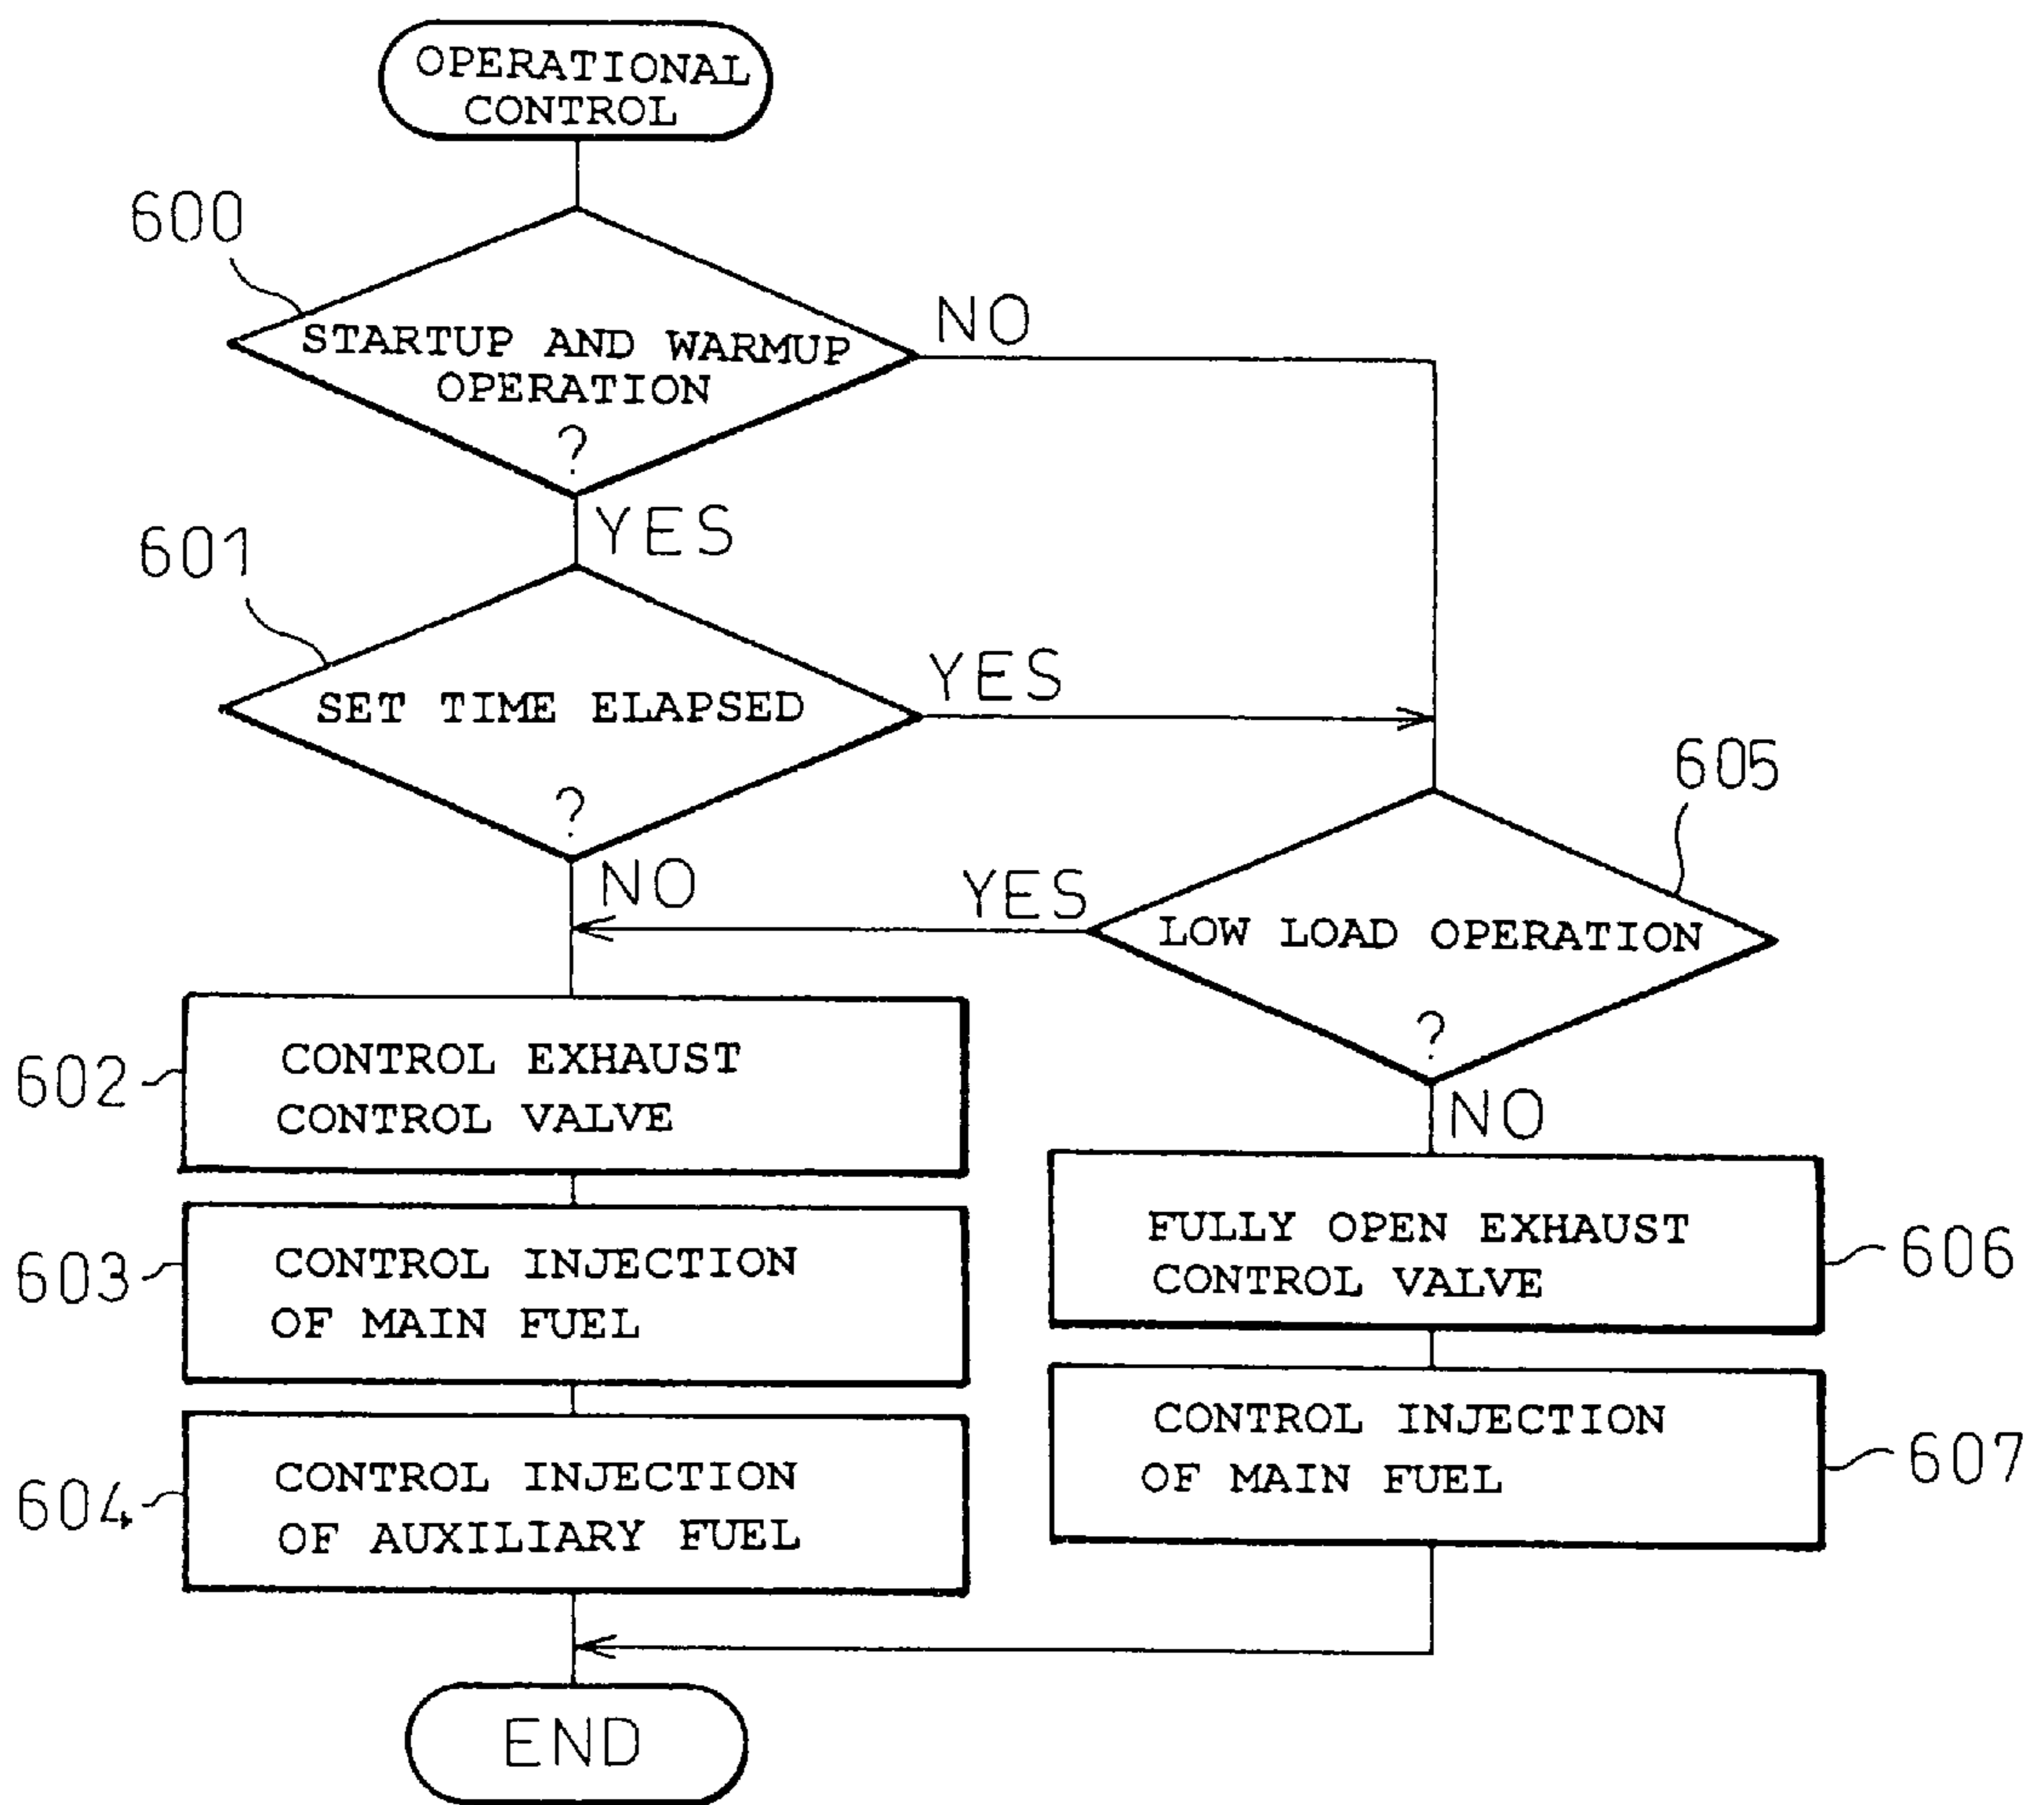 OPERATIONAL
CONTROL
600
STARTUP AND WARMUP
OPERATION
?
NO
YES
601
SET TIME ELAPSED
?
YES
NO
605
LOW LOAD OPERATION
?
YES
NO
602
CONTROL EXHAUST
CONTROL VALVE
603
CONTROL INJECTION
OF MAIN FUEL
604
CONTROL INJECTION
OF AUXILIARY FUEL
FULLY OPEN EXHAUST
CONTROL VALVE
606
CONTROL INJECTION
OF MAIN FUEL
607
END